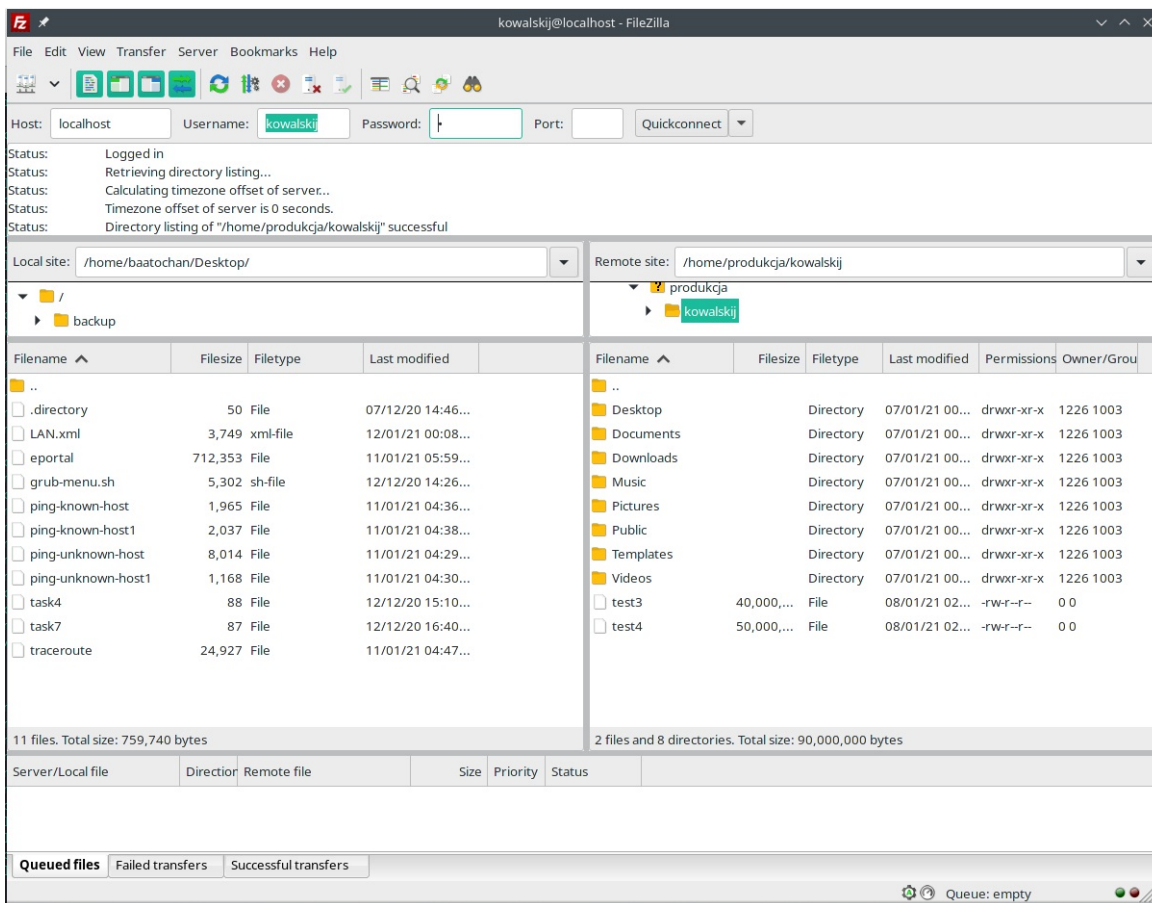 Fz kowalskij@localhost - FileZilla
File Edit View Transfer Server Bookmarks Help
Host: localhost Username: kowalskij Password: • Port: Quickconnect
Status: Logged in
Status: Retrieving directory listing...
Status: Calculating timezone offset of server...
Status: Timezone offset of server is 0 seconds.
Status: Directory listing of "/home/produkcja/kowalskij" successful
Local site: /home/baatochan/Desktop/
/
backup
Filename Filesize Filetype Last modified
..
.directory 50 File 07/12/20 14:46...
LAN.xml 3,749 xml-file 12/01/21 00:08...
eportal 712,353 File 11/01/21 05:59...
grub-menu.sh 5,302 sh-file 12/12/20 14:26...
ping-known-host 1,965 File 11/01/21 04:36...
ping-known-host1 2,037 File 11/01/21 04:38...
ping-unknown-host 8,014 File 11/01/21 04:29...
ping-unknown-host1 1,168 File 11/01/21 04:30...
task4 88 File 12/12/20 15:10...
task7 87 File 12/12/20 16:40...
traceroute 24,927 File 11/01/21 04:47...
11 files. Total size: 759,740 bytes
Remote site: /home/produkcja/kowalskij
? produkcja
kowalskij
Filename Filesize Filetype Last modified Permissions Owner/Grou
..
Desktop Directory 07/01/21 00... drwxr-xr-x 1226 1003
Documents Directory 07/01/21 00... drwxr-xr-x 1226 1003
Downloads Directory 07/01/21 00... drwxr-xr-x 1226 1003
Music Directory 07/01/21 00... drwxr-xr-x 1226 1003
Pictures Directory 07/01/21 00... drwxr-xr-x 1226 1003
Public Directory 07/01/21 00... drwxr-xr-x 1226 1003
Templates Directory 07/01/21 00... drwxr-xr-x 1226 1003
Videos Directory 07/01/21 00... drwxr-xr-x 1226 1003
test3 40,000,... File 08/01/21 02... -rw-r--r-- 0 0
test4 50,000,... File 08/01/21 02... -rw-r--r-- 0 0
2 files and 8 directories. Total size: 90,000,000 bytes
Server/Local file Direction Remote file Size Priority Status
Queued files Failed transfers Successful transfers
Queue: empty